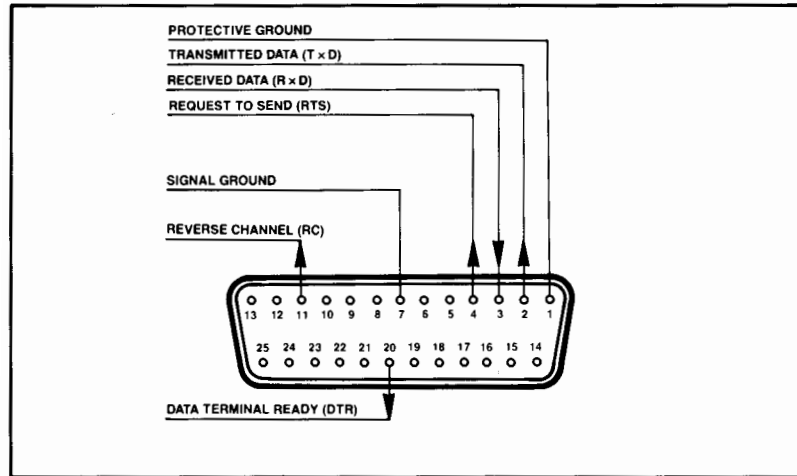 PROTECTIVE GROUND
TRANSMITTED DATA (T × D)
RECEIVED DATA (R × D)
REQUEST TO SEND (RTS)
SIGNAL GROUND
REVERSE CHANNEL (RC)
13 12 11 10 9 8 7 6 5 4 3 2 1
25 24 23 22 21 20 19 18 17 16 15 14
DATA TERMINAL READY (DTR)